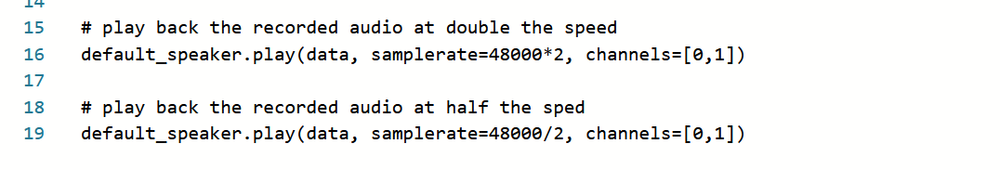 14
15 # play back the recorded audio at double the speed
16 default_speaker.play(data, samplerate=48000*2, channels=[0,1])
17
18 # play back the recorded audio at half the sped
19 default_speaker.play(data, samplerate=48000/2, channels=[0,1])